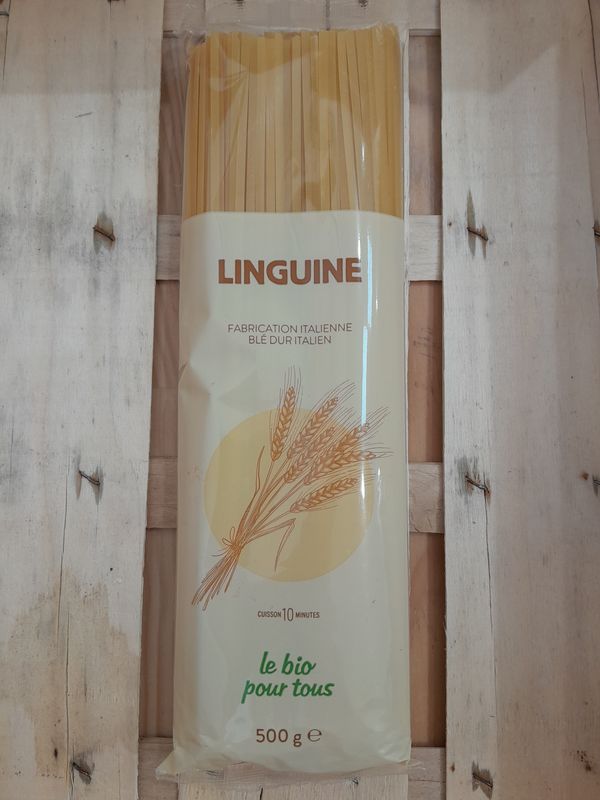 LINGUINE
FABRICATION ITALIENNE
BLÉ DUR ITALIEN
CUISSON 10 MINUTES
le bio
pour tous
500 g ℮